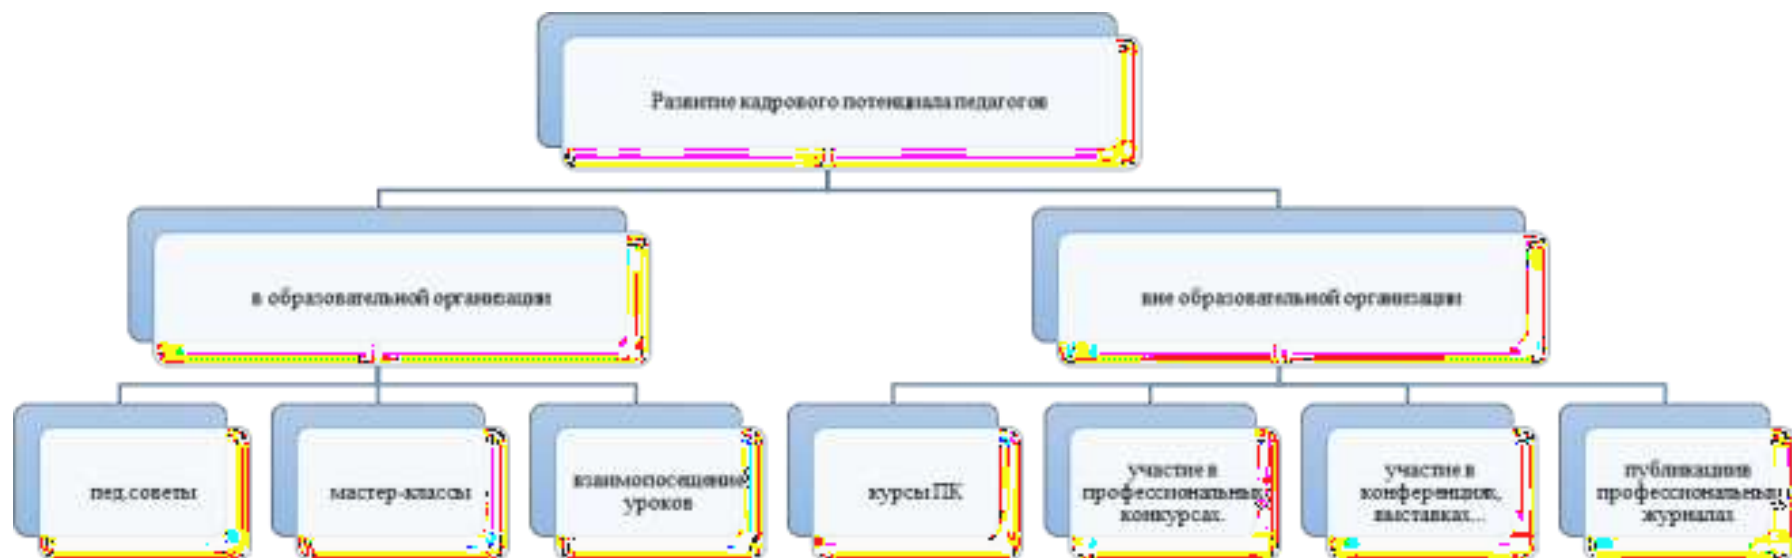 Развитие кадрового потенциала педагогов
в образовательной организации
вне образовательной организации
пед.советы
мастер-классы
взаимопосещение
уроков
курсы ПК
участие в
профессиональных
конкурсах.
участие в
конференциях,
выставках...
публикации в
профессиональных
журналах